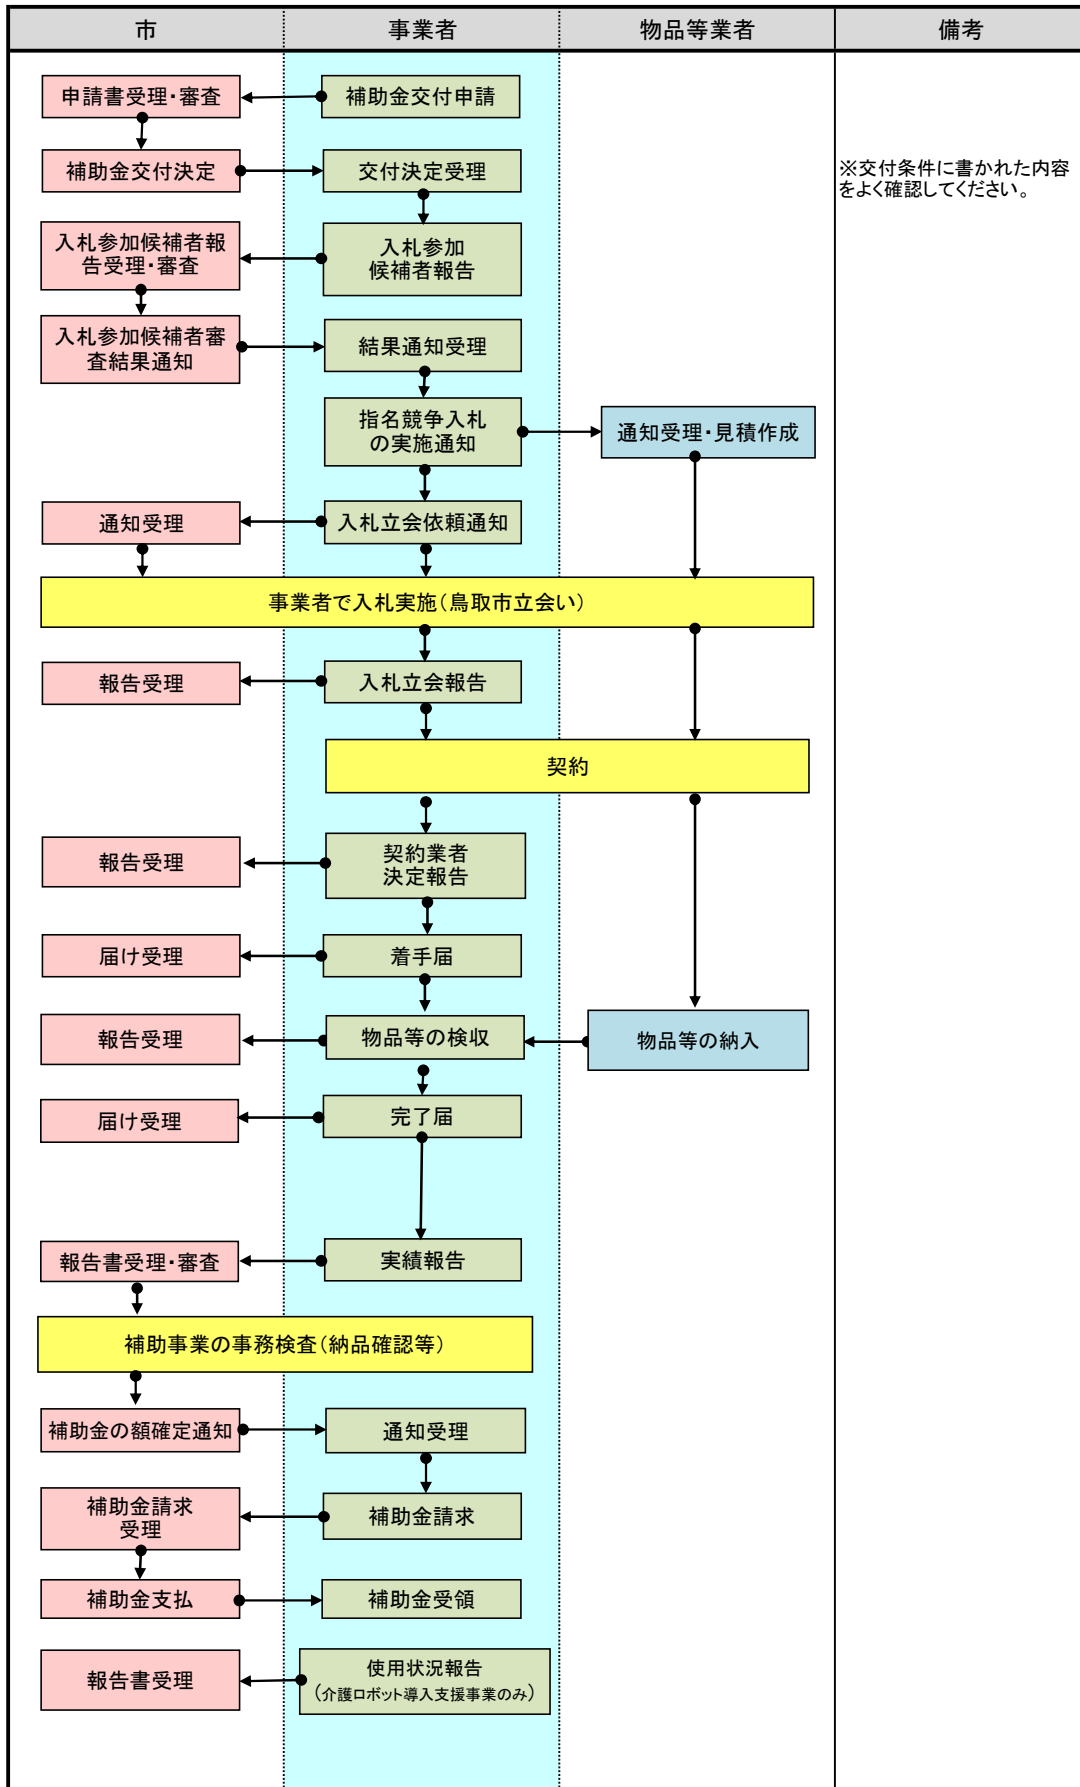 市
事業者
物品等業者
備考
申請書受理・審査
補助金交付申請
補助金交付決定
交付決定受理
※交付条件に書かれた内容
をよく確認してください。
入札参加候補者報
告受理・審査
入札参加
候補者報告
入札参加候補者審
査結果通知
結果通知受理
指名競争入札
の実施通知
通知受理・見積作成
通知受理
入札立会依頼通知
事業者で入札実施（鳥取市立会い）
報告受理
入札立会報告
契約
報告受理
契約業者
決定報告
届け受理
着手届
報告受理
物品等の検収
物品等の納入
届け受理
完了届
報告書受理・審査
実績報告
補助事業の事務検査（納品確認等）
補助金の額確定通知
通知受理
補助金請求
受理
補助金請求
補助金支払
補助金受領
報告書受理
使用状況報告
（介護ロボット導入支援事業のみ）